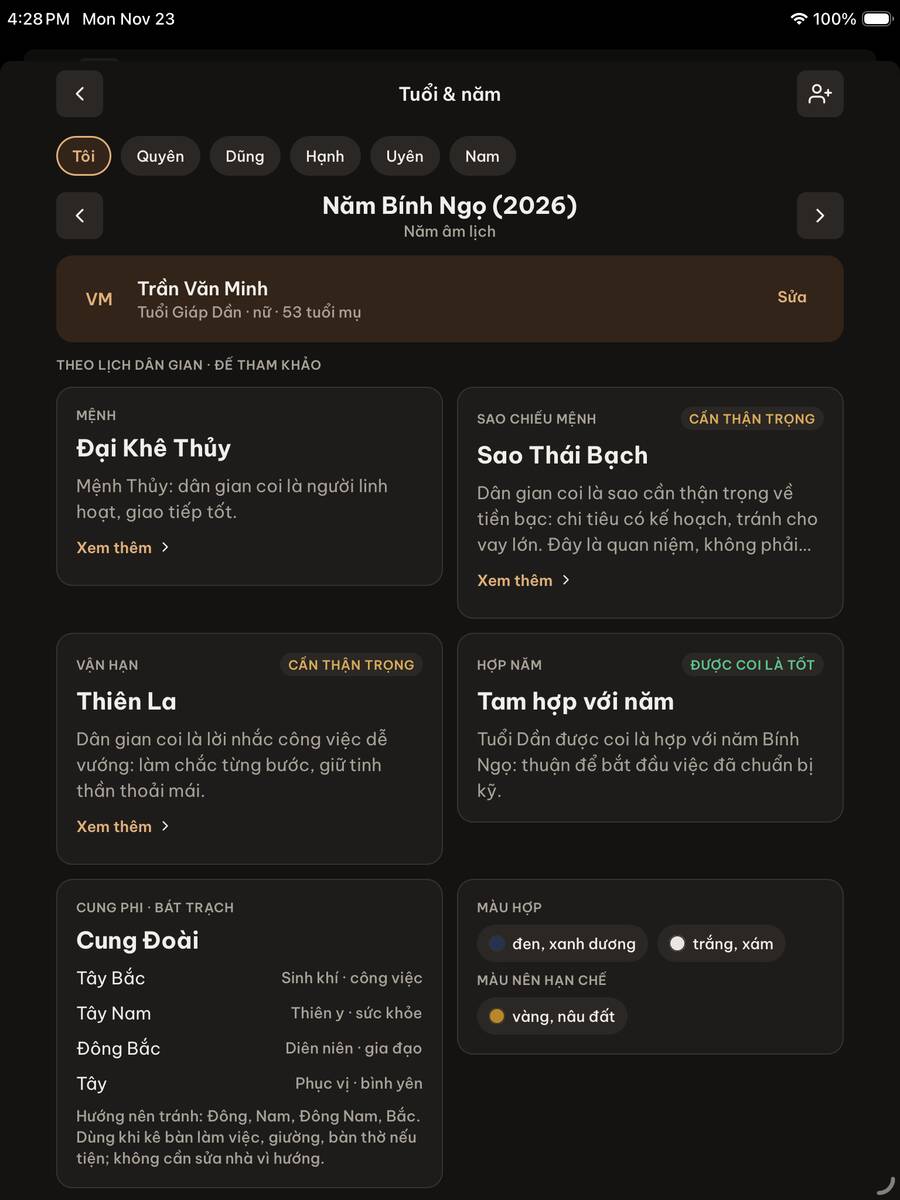 4:28 PM Mon Nov 23
100%
Tuổi & năm
Tôi
Quyên
Dũng
Hạnh
Uyên
Nam
Năm Bính Ngọ (2026)
Năm âm lịch
VM
Trần Văn Minh
Tuổi Giáp Dần · nữ · 53 tuổi mụ
Sửa
THEO LỊCH DÂN GIAN · ĐỂ THAM KHẢO
MỆNH
Đại Khê Thủy
Mệnh Thủy: dân gian coi là người linh
hoạt, giao tiếp tốt.
Xem thêm
SAO CHIẾU MỆNH
CẨN THẬN TRỌNG
Sao Thái Bạch
Dân gian coi là sao cần thận trọng về
tiền bạc: chi tiêu có kế hoạch, tránh cho
vay lớn. Đây là quan niệm, không phải...
Xem thêm
VẬN HẠN
CẦN THẬN TRỌNG
Thiên La
Dân gian coi là lời nhắc công việc dễ
vướng: làm chắc từng bước, giữ tinh
thần thoải mái.
Xem thêm
HỢP NĂM
ĐƯỢC COI LÀ TỐT
Tam hợp với năm
Tuổi Dần được coi là hợp với năm Bính
Ngọ: thuận để bắt đầu việc đã chuẩn bị
kỹ.
CUNG PHI · BÁT TRẠCH
Cung Đoài
Tây Bắc
Sinh khí · công việc
Tây Nam
Thiên y · sức khỏe
Đông Bắc
Diên niên · gia đạo
Tây
Phục vị · bình yên
Hướng nên tránh: Đông, Nam, Đông Nam, Bắc.
Dùng khi kê bàn làm việc, giường, bàn thờ nếu
tiện; không cần sửa nhà vì hướng.
MÀU HỢP
đen, xanh dương
trắng, xám
MÀU NÊN HẠN CHẾ
vàng, nâu đất